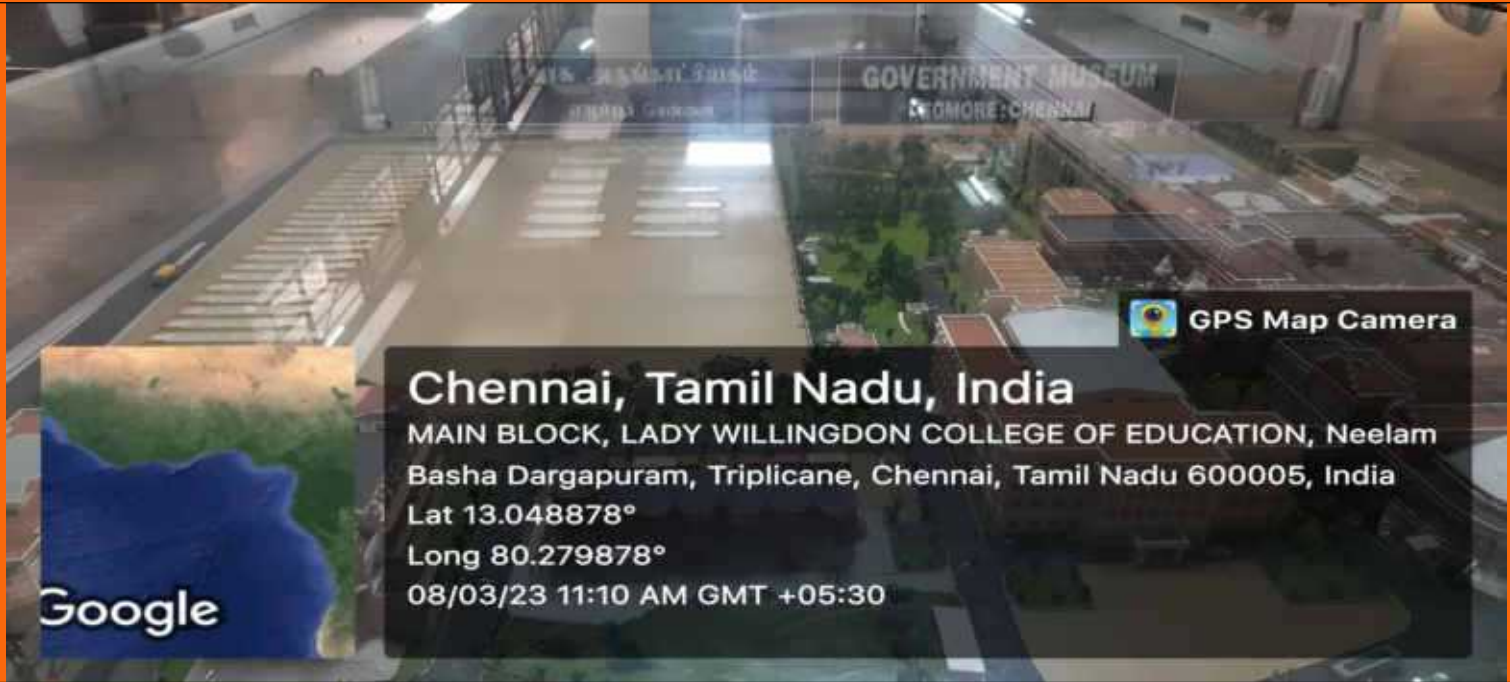 GOVERNMENT MUSEUM
CHENNAI
GPS Map Camera
Chennai, Tamil Nadu, India
MAIN BLOCK, LADY WILLINGDON COLLEGE OF EDUCATION, Neelam
Basha Dargapuram, Triplicane, Chennai, Tamil Nadu 600005, India
Lat 13.048878°
Long 80.279878°
08/03/23 11:10 AM GMT +05:30
Google